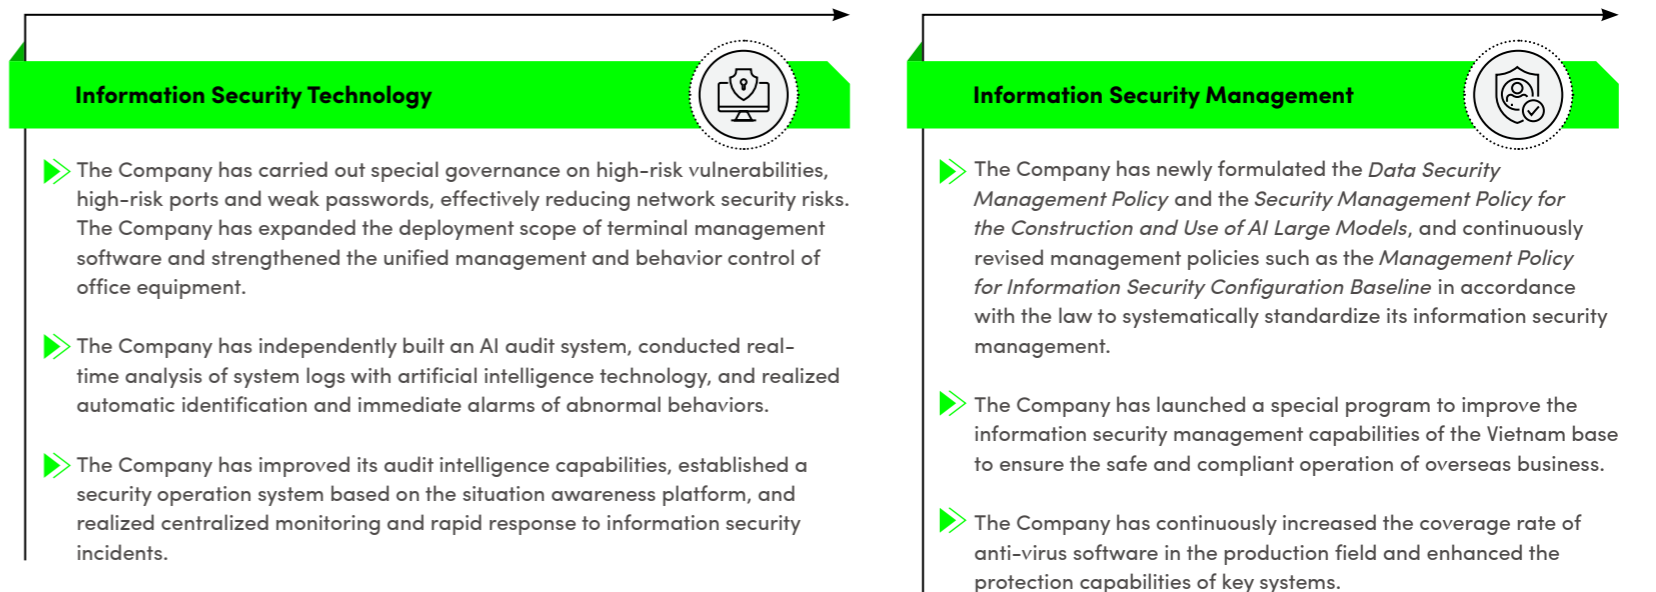 Information Security Technology
The Company has carried out special governance on high-risk vulnerabilities,
high-risk ports and weak passwords, effectively reducing network security risks.
The Company has expanded the deployment scope of terminal management
software and strengthened the unified management and behavior control of
office equipment.
The Company has independently built an AI audit system, conducted real-
time analysis of system logs with artificial intelligence technology, and realized
automatic identification and immediate alarms of abnormal behaviors.
The Company has improved its audit intelligence capabilities, established a
security operation system based on the situation awareness platform, and
realized centralized monitoring and rapid response to information security
incidents.
Information Security Management
The Company has newly formulated the Data Security
Management Policy and the Security Management Policy for
the Construction and Use of AI Large Models, and continuously
revised management policies such as the Management Policy
for Information Security Configuration Baseline in accordance
with the law to systematically standardize its information security
management.
The Company has launched a special program to improve the
information security management capabilities of the Vietnam base
to ensure the safe and compliant operation of overseas business.
The Company has continuously increased the coverage rate of
anti-virus software in the production field and enhanced the
protection capabilities of key systems.